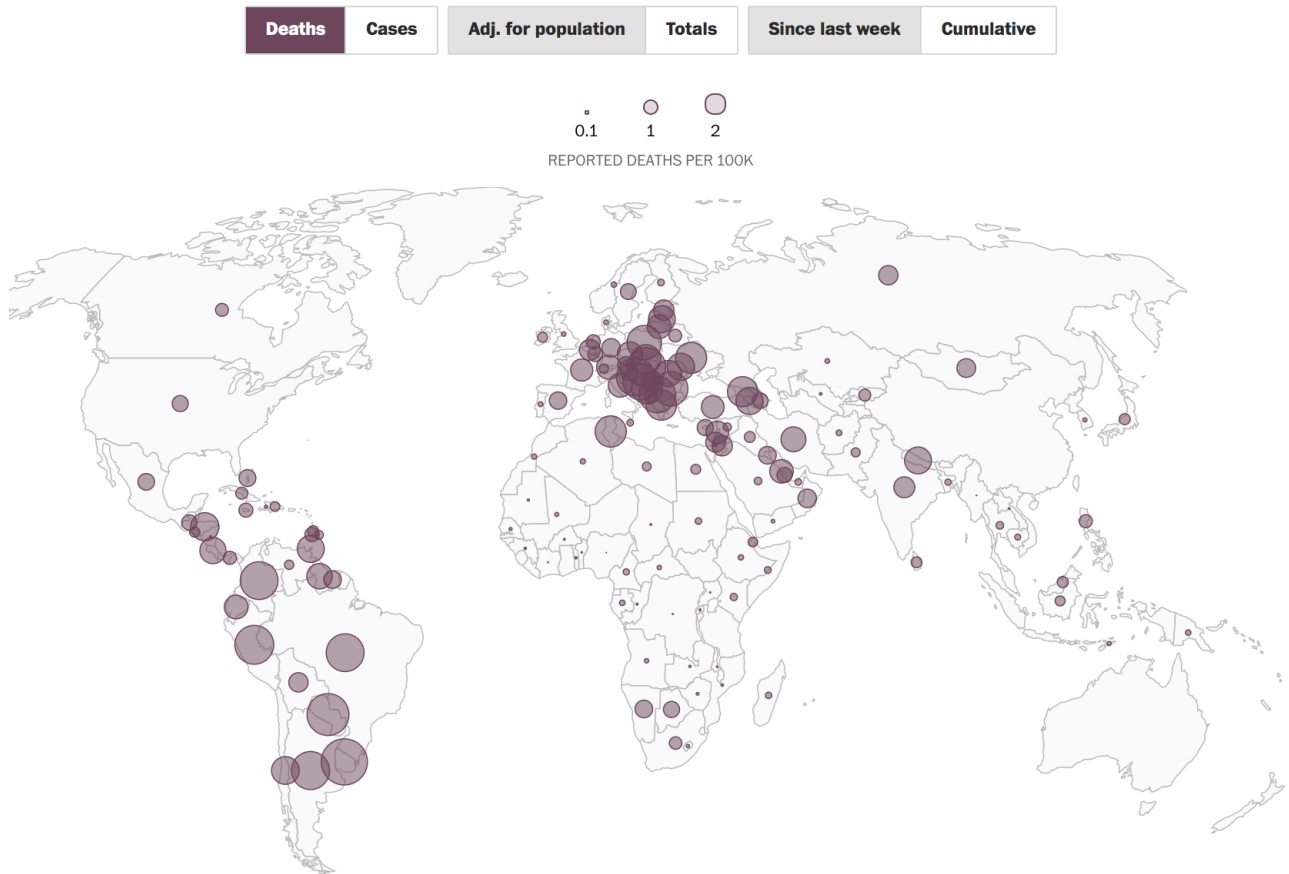 Deaths Cases Adj. for population Totals Since last week Cumulative
0.1 1 2
REPORTED DEATHS PER 100K